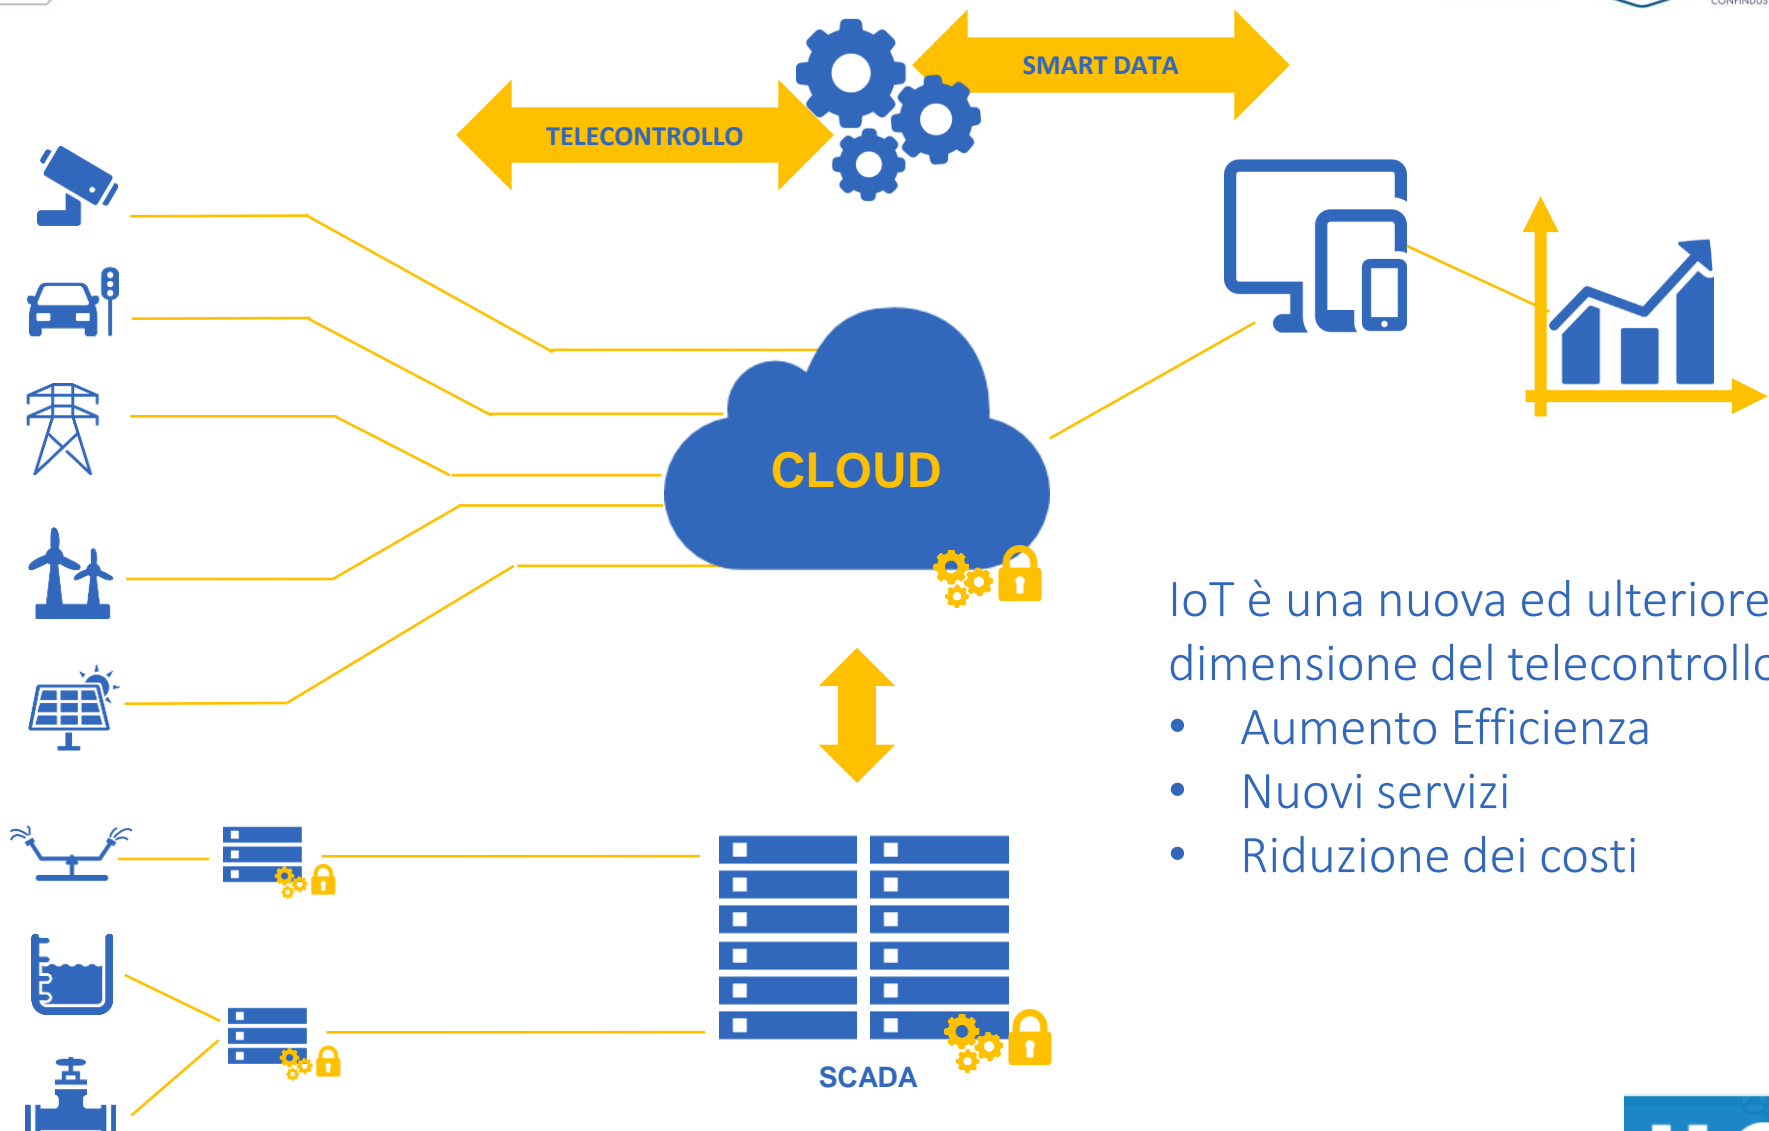 SMART DATA
TELECONTROLLO
CLOUD
IoT è una nuova ed ulteriore
dimensione del telecontrollo
• Aumento Efficienza
• Nuovi servizi
• Riduzione dei costi
SCADA